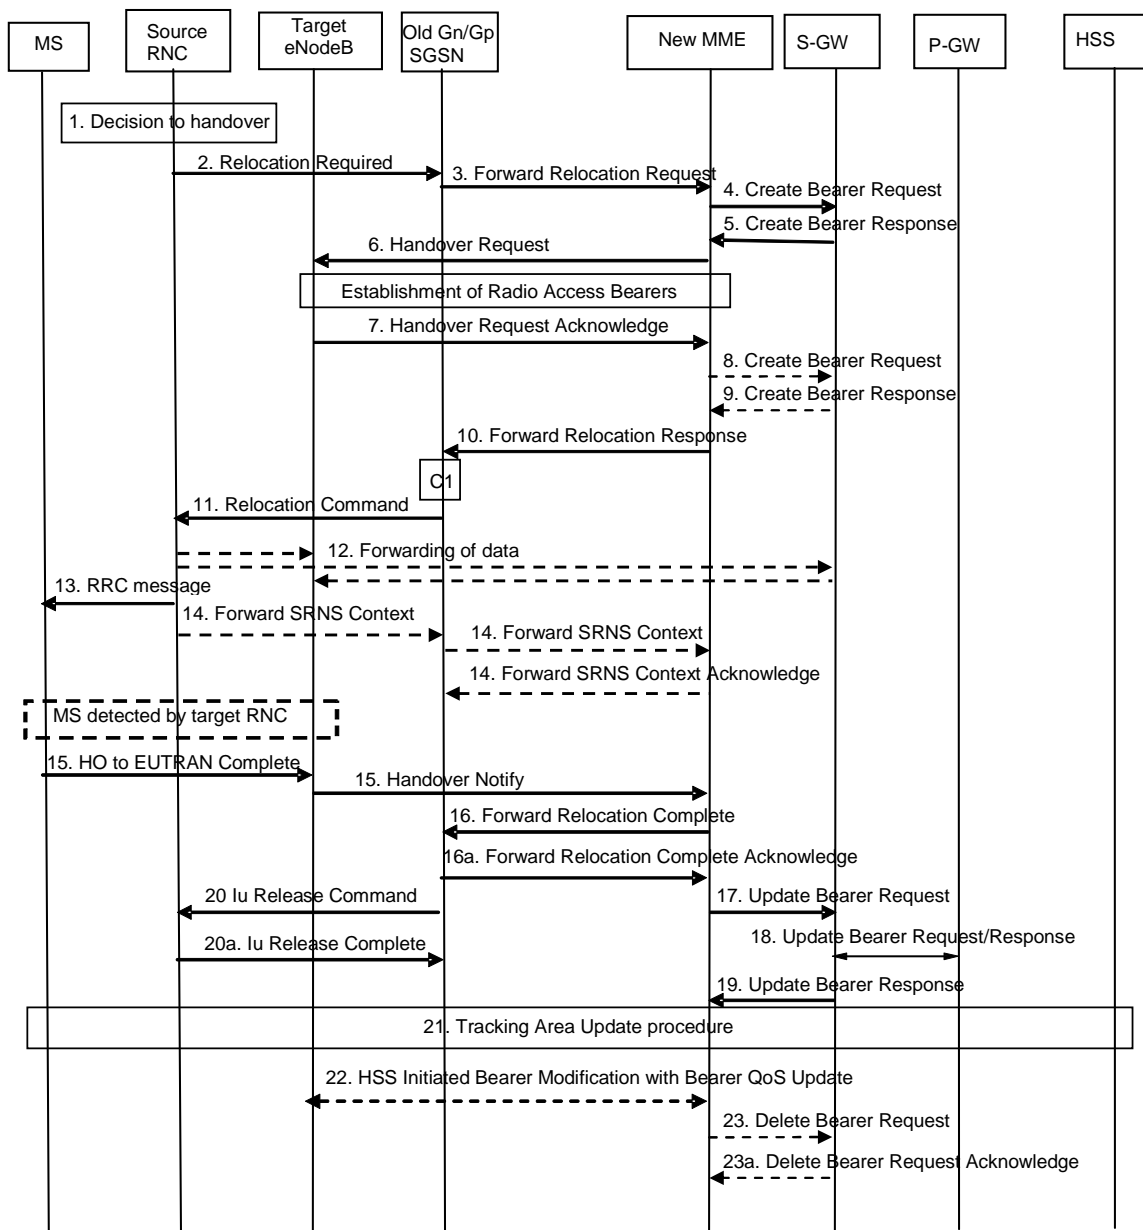 MS
Source
RNC
Target
eNodeB
Old Gn/Gp
SGSN
New MME
S-GW
P-GW
HSS
1. Decision to handover
2. Relocation Required
3. Forward Relocation Request
4. Create Bearer Request
5. Create Bearer Response
6. Handover Request
Establishment of Radio Access Bearers
7. Handover Request Acknowledge
8. Create Bearer Request
9. Create Bearer Response
10. Forward Relocation Response
C1
11. Relocation Command
12. Forwarding of data
13. RRC message
14. Forward SRNS Context
14. Forward SRNS Context
14. Forward SRNS Context Acknowledge
MS detected by target RNC
15. HO to EUTRAN Complete
15. Handover Notify
16. Forward Relocation Complete
16a. Forward Relocation Complete Acknowledge
20 Iu Release Command
17. Update Bearer Request
20a. Iu Release Complete
18. Update Bearer Request/Response
19. Update Bearer Response
21. Tracking Area Update procedure
22. HSS Initiated Bearer Modification with Bearer QoS Update
23. Delete Bearer Request
23a. Delete Bearer Request Acknowledge